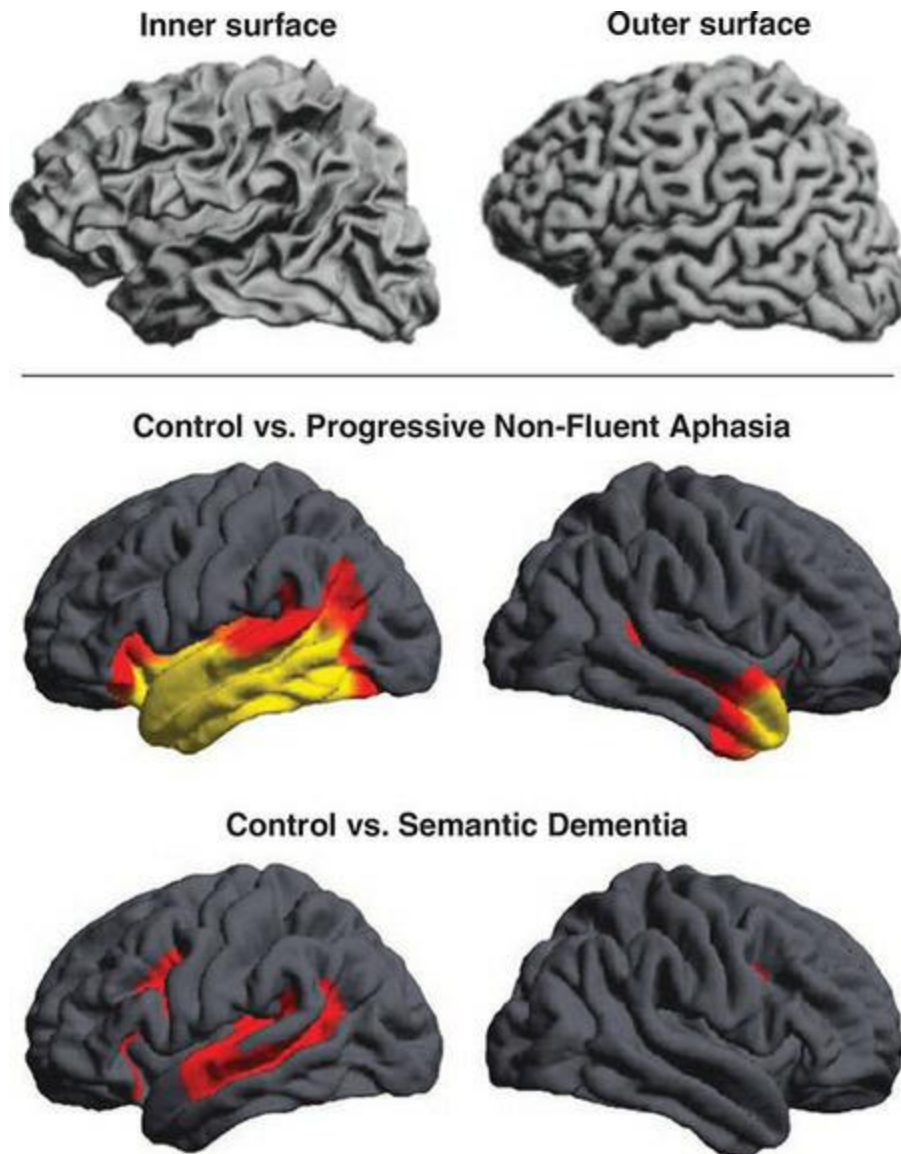 Inner surface
Outer surface
Control vs. Progressive Non-Fluent Aphasia
Control vs. Semantic Dementia